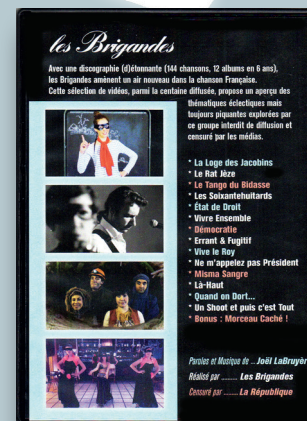 les Brigandes
Avec une discographie (d)étonnante (144 chansons, 12 albums en 6 ans),
les Brigandes amènent un air nouveau dans la chanson Française.
Cette sélection de vidéos, parmi la centaine diffusée, propose un aperçu des
thématiques éclectiques mais
toujours piquantes explorées par
ce groupe interdit de diffusion et
censuré par les médias.
* La Loge des Jacobins
* Le Rat Jèze
* Le Tango du Bidasse
* Les Soixantehuitards
* État de Droit
* Vivre Ensemble
* Démocratie
* Errant & Fugitif
* Vive le Roy
* Ne m'appelez pas Président
* Misma Sangre
* Là-Haut
* Quand on Dort...
* Un Shoot et puis c'est Tout
* Bonus : Morceau Caché !
Paroles et Musique de ... Joël LaBruyèr
Réalisé par ......... Les Brigandes
Censuré par ........ La République